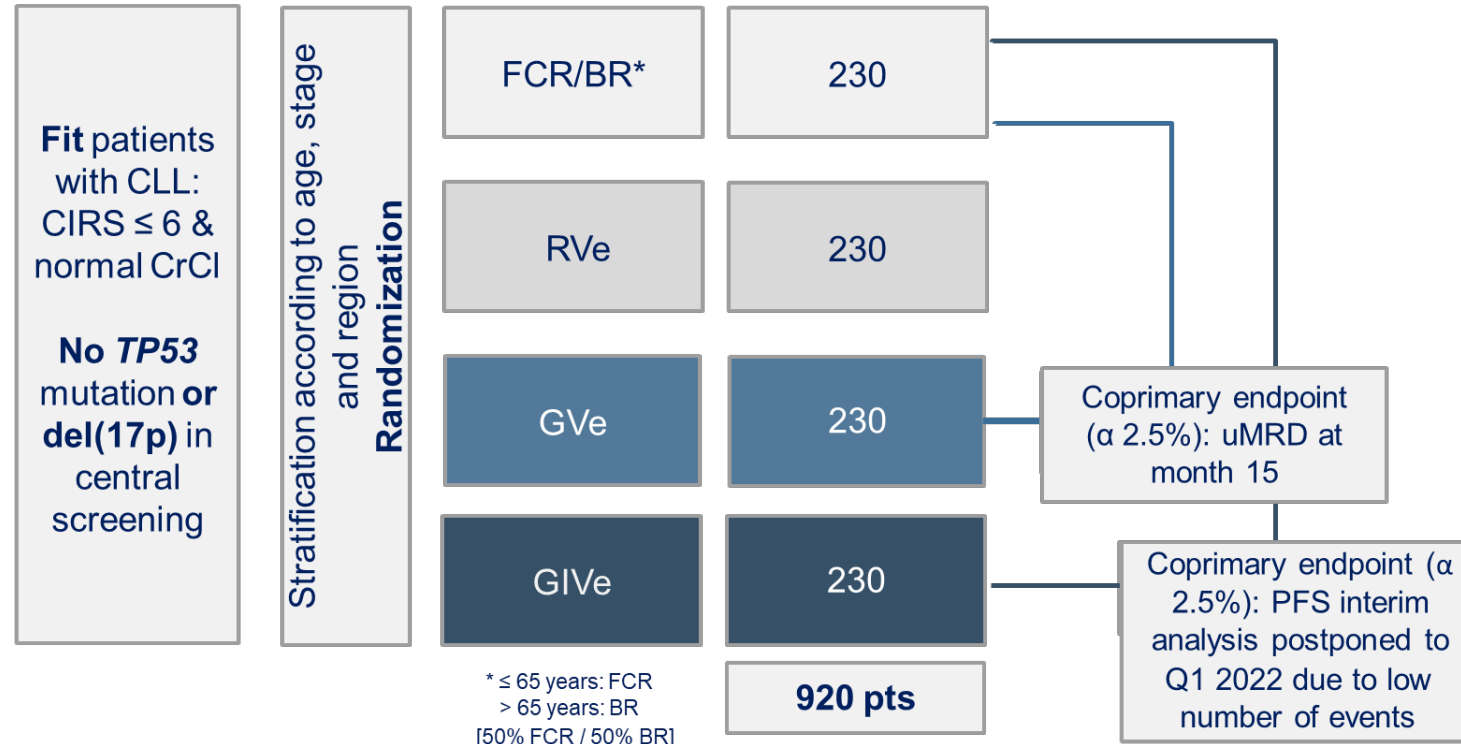 Fit patients
with CLL:
CIRS ≤ 6 &
normal CrCl
No TP53
mutation or
del(17p) in
central
screening
Stratification according to age, stage
and region
Randomization
FCR/BR*
230
RVe
230
GVe
230
GIVe
230
* ≤ 65 years: FCR
> 65 years: BR
[50% FCR / 50% BR]
920 pts
Coprimary endpoint
(α 2.5%): uMRD at
month 15
Coprimary endpoint (α
2.5%): PFS interim
analysis postponed to
Q1 2022 due to low
number of events